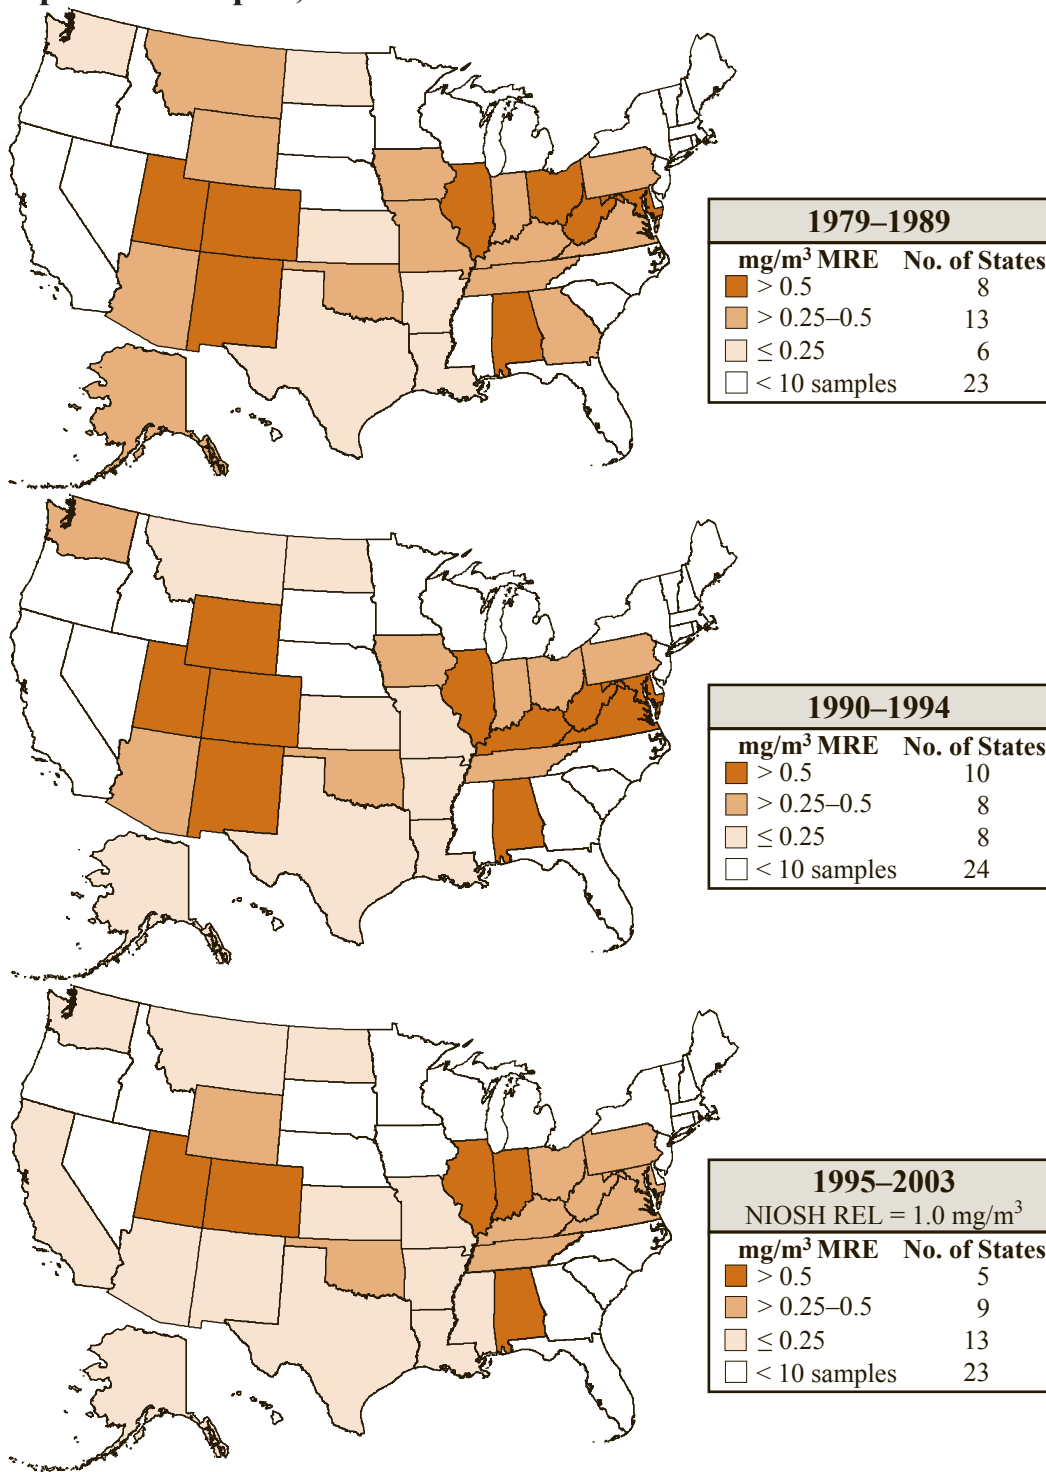 1979–1989
mg/m³ MRE No. of States
> 0.5 8
> 0.25–0.5 13
≤ 0.25 6
< 10 samples 23
1990–1994
mg/m³ MRE No. of States
> 0.5 10
> 0.25–0.5 8
≤ 0.25 8
< 10 samples 24
1995–2003
NIOSH REL = 1.0 mg/m³
mg/m³ MRE No. of States
> 0.5 5
> 0.25–0.5 9
≤ 0.25 13
< 10 samples 23